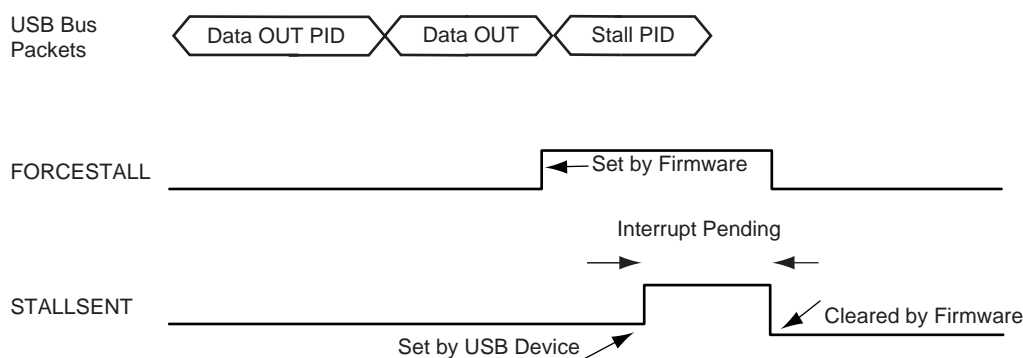 USB Bus
Packets
Data OUT PID
Data OUT
Stall PID
FORCESTALL
Set by Firmware
Interrupt Pending
STALLSENT
Cleared by Firmware
Set by USB Device